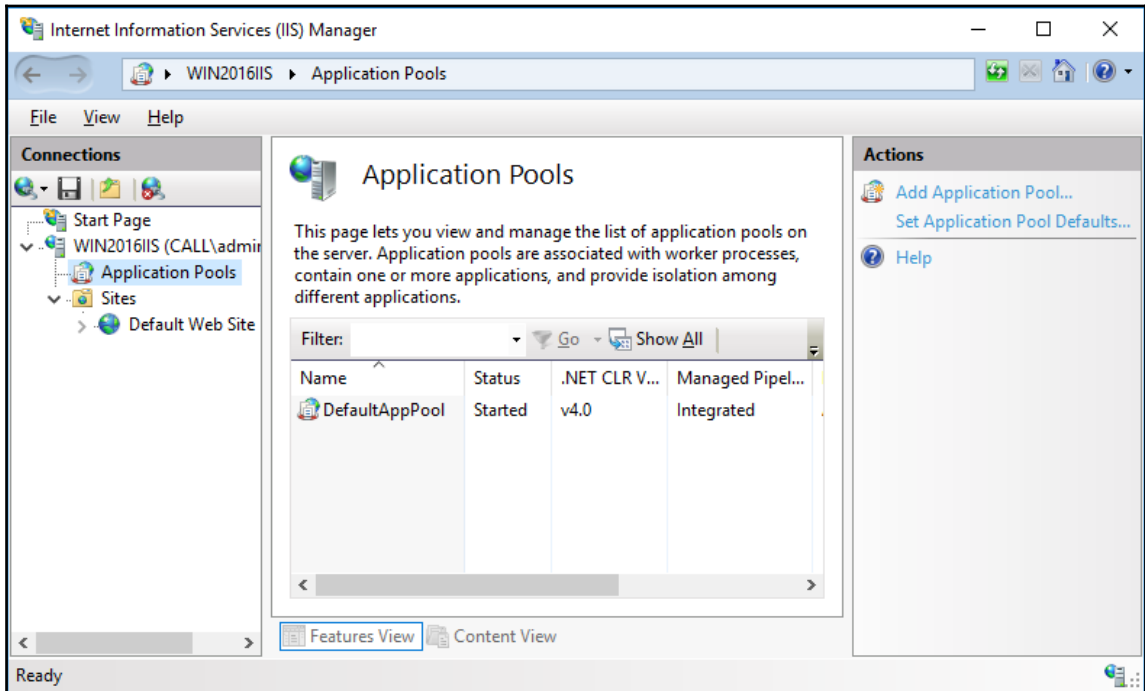 Internet Information Services (IIS) Manager
WIN2016IIS Application Pools
File View Help
Connections
Start Page
WIN2016IIS (CALL\admir
Application Pools
Sites
Default Web Site
Application Pools
This page lets you view and manage the list of application pools on
the server. Application pools are associated with worker processes,
contain one or more applications, and provide isolation among
different applications.
Filter: Go Show All
Name Status .NET CLR V... Managed Pipel...
DefaultAppPool Started v4.0 Integrated
Features View Content View
Actions
Add Application Pool...
Set Application Pool Defaults...
Help
Ready